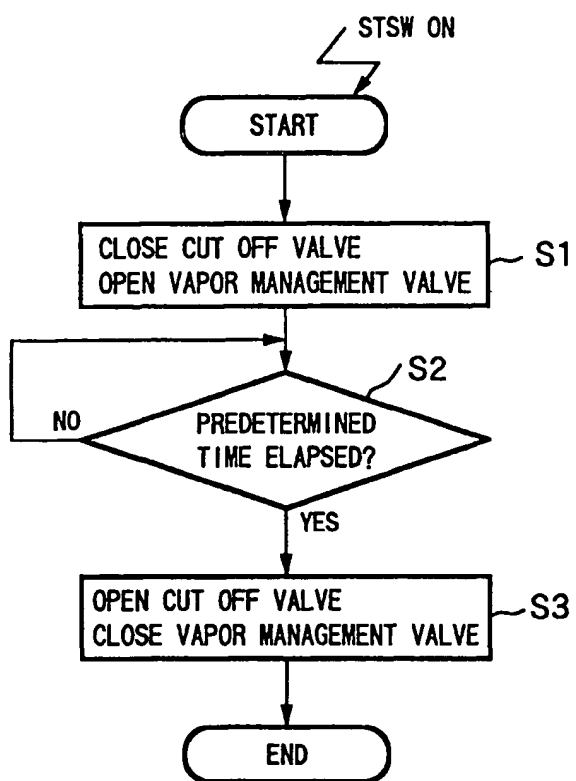 STSW ON
START
CLOSE CUT OFF VALVE
OPEN VAPOR MANAGEMENT VALVE
S1
S2
NO
PREDETERMINED
TIME ELAPSED?
YES
OPEN CUT OFF VALVE
CLOSE VAPOR MANAGEMENT VALVE
S3
END